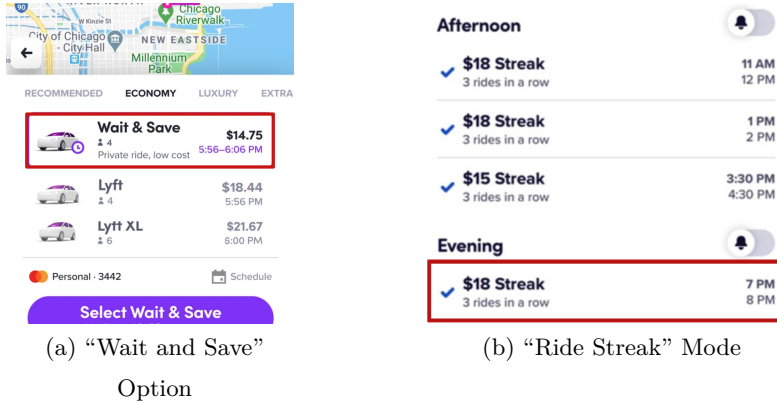 90
W Kinzie St
Chicago
Riverwalk
City of Chicago
- City Hall
NEW EASTSIDE
Millennium
Park
RECOMMENDED ECONOMY LUXURY EXTRA
Wait & Save $14.75
4 5:56–6:06 PM
Private ride, low cost
Lyft $18.44
4 5:56 PM
Lyft XL $21.67
6 6:00 PM
Personal · 3442 Schedule
Select Wait & Save
(a) “Wait and Save”
Option
Afternoon
$18 Streak 11 AM
3 rides in a row 12 PM
$18 Streak 1 PM
3 rides in a row 2 PM
$15 Streak 3:30 PM
3 rides in a row 4:30 PM
Evening
$18 Streak 7 PM
3 rides in a row 8 PM
(b) “Ride Streak” Mode